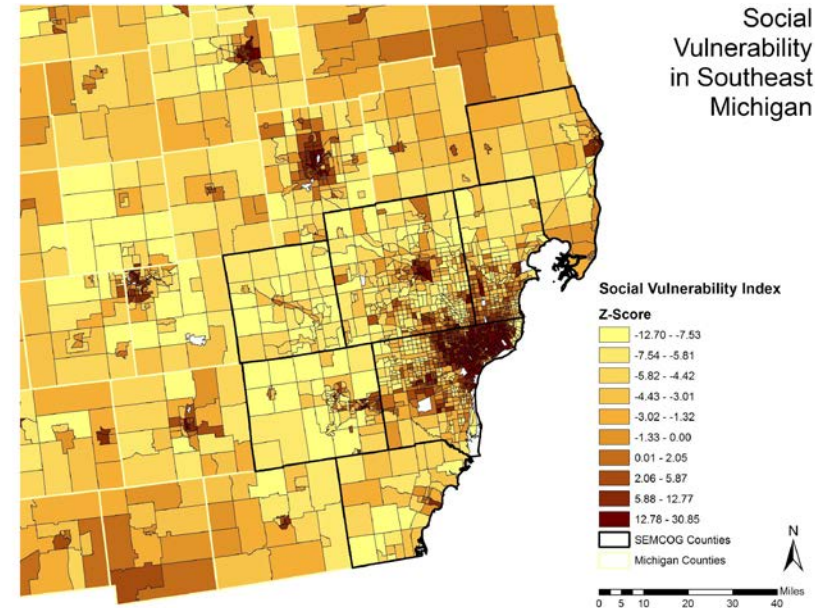 Social
Vulnerability
in Southeast
Michigan
Social Vulnerability Index
Z-Score
-12.70 - -7.53
-7.54 - -5.81
-5.82 - -4.42
-4.43 - -3.01
-3.02 - -1.32
-1.33 - 0.00
0.01 - 2.05
2.06 - 5.87
5.88 - 12.77
12.78 - 30.85
SEMCOG Counties
Michigan Counties
N
Miles
0 5 10 20 30 40